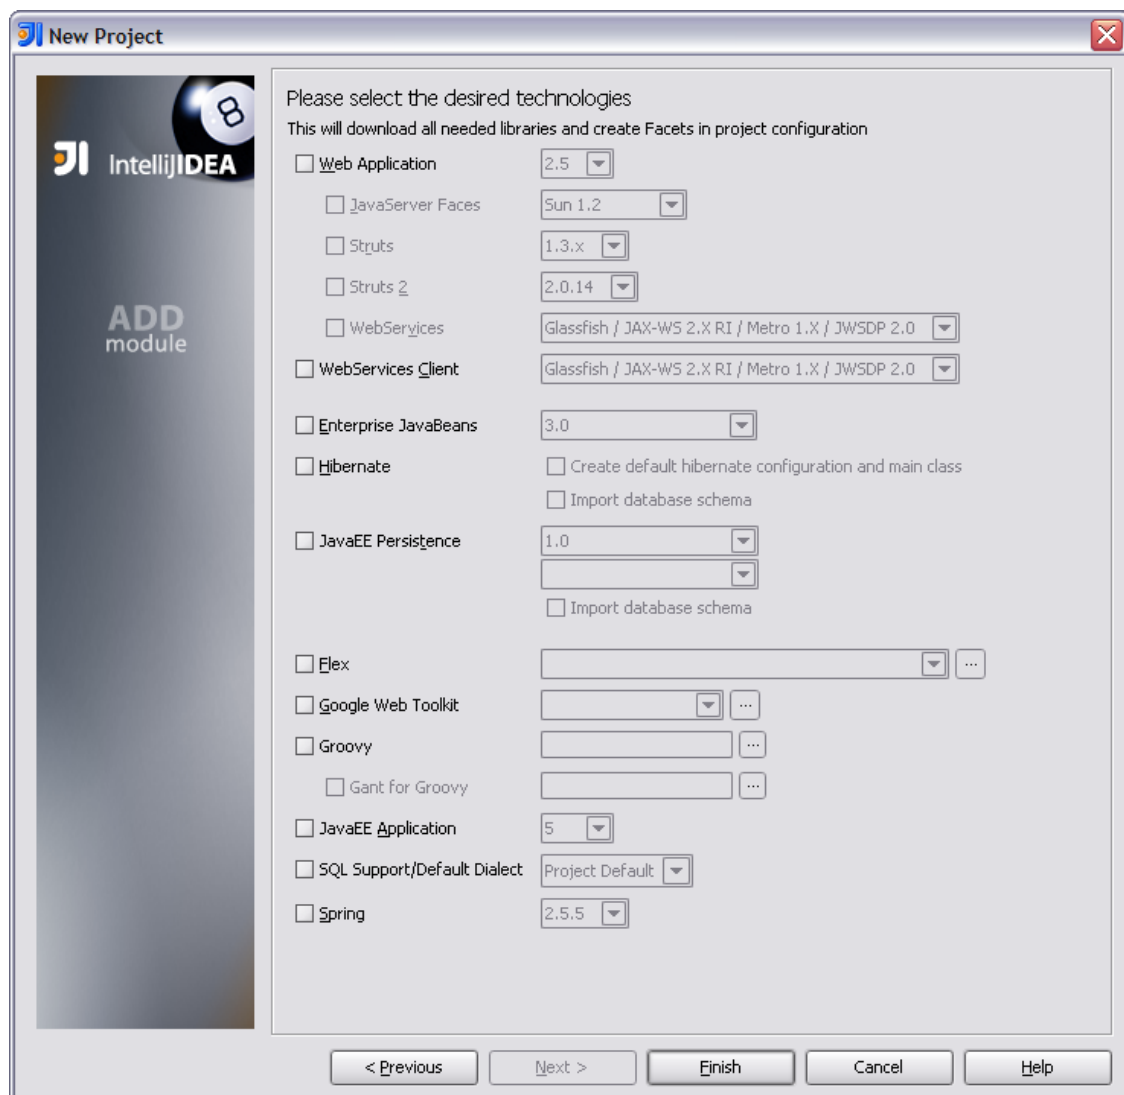 New Project
8
IntelliJIDEA
ADD
module
Please select the desired technologies
This will download all needed libraries and create Facets in project configuration
Web Application 2.5
JavaServer Faces Sun 1.2
Struts 1.3.x
Struts 2 2.0.14
WebServices Glassfish / JAX-WS 2.X RI / Metro 1.X / JWSDP 2.0
WebServices Client Glassfish / JAX-WS 2.X RI / Metro 1.X / JWSDP 2.0
Enterprise JavaBeans 3.0
Hibernate Create default hibernate configuration and main class
Import database schema
JavaEE Persistence 1.0
Import database schema
Flex ...
Google Web Toolkit ...
Groovy ...
Gant for Groovy ...
JavaEE Application 5
SQL Support/Default Dialect Project Default
Spring 2.5.5
< Previous Next > Finish Cancel Help